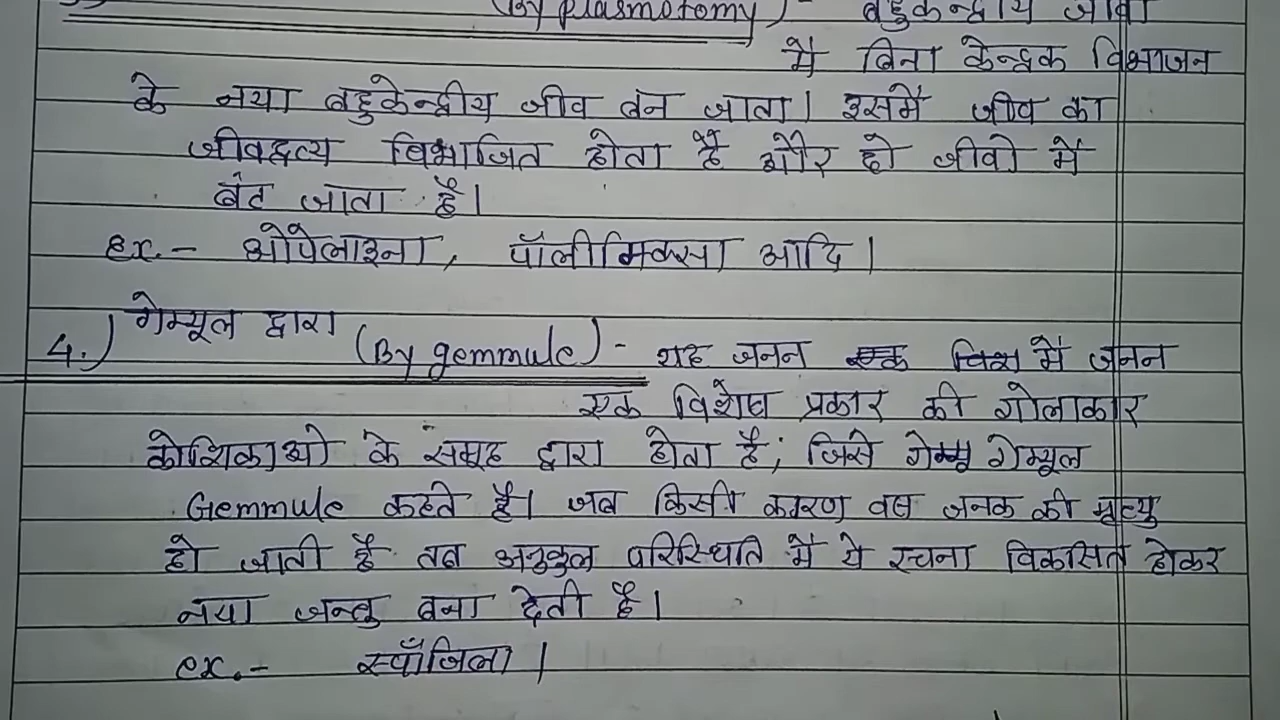 (By plasmotomy) - बहुकेन्द्रीय जीवो
मे बिना केन्द्रक विभाजन
के नया बहुकेन्द्रीय जीव बन जाता। इसमें जीव का
जीवद्रव्य विभाजित होता है और दो जीवो में
बंट जाता है।
ex.- ओपेलाइना, पॉलीमिक्सा आदि।
गेम्यूल द्वारा
4.) (By gemmule) - यह जनन एक विश में जनन
एक विशेष प्रकार की गोलाकार
कोशिकाओ के समूह द्वारा होता है; जिसे गेम्यू गेम्यूल
Gemmule कहते है। जब किसी कारण वश जनक की मृत्यु
हो जाती है तब अनुकुल परिस्थिति में ये रचना विकसित होकर
नया जन्तु बना देती है।
ex.- स्पॉंजिला।